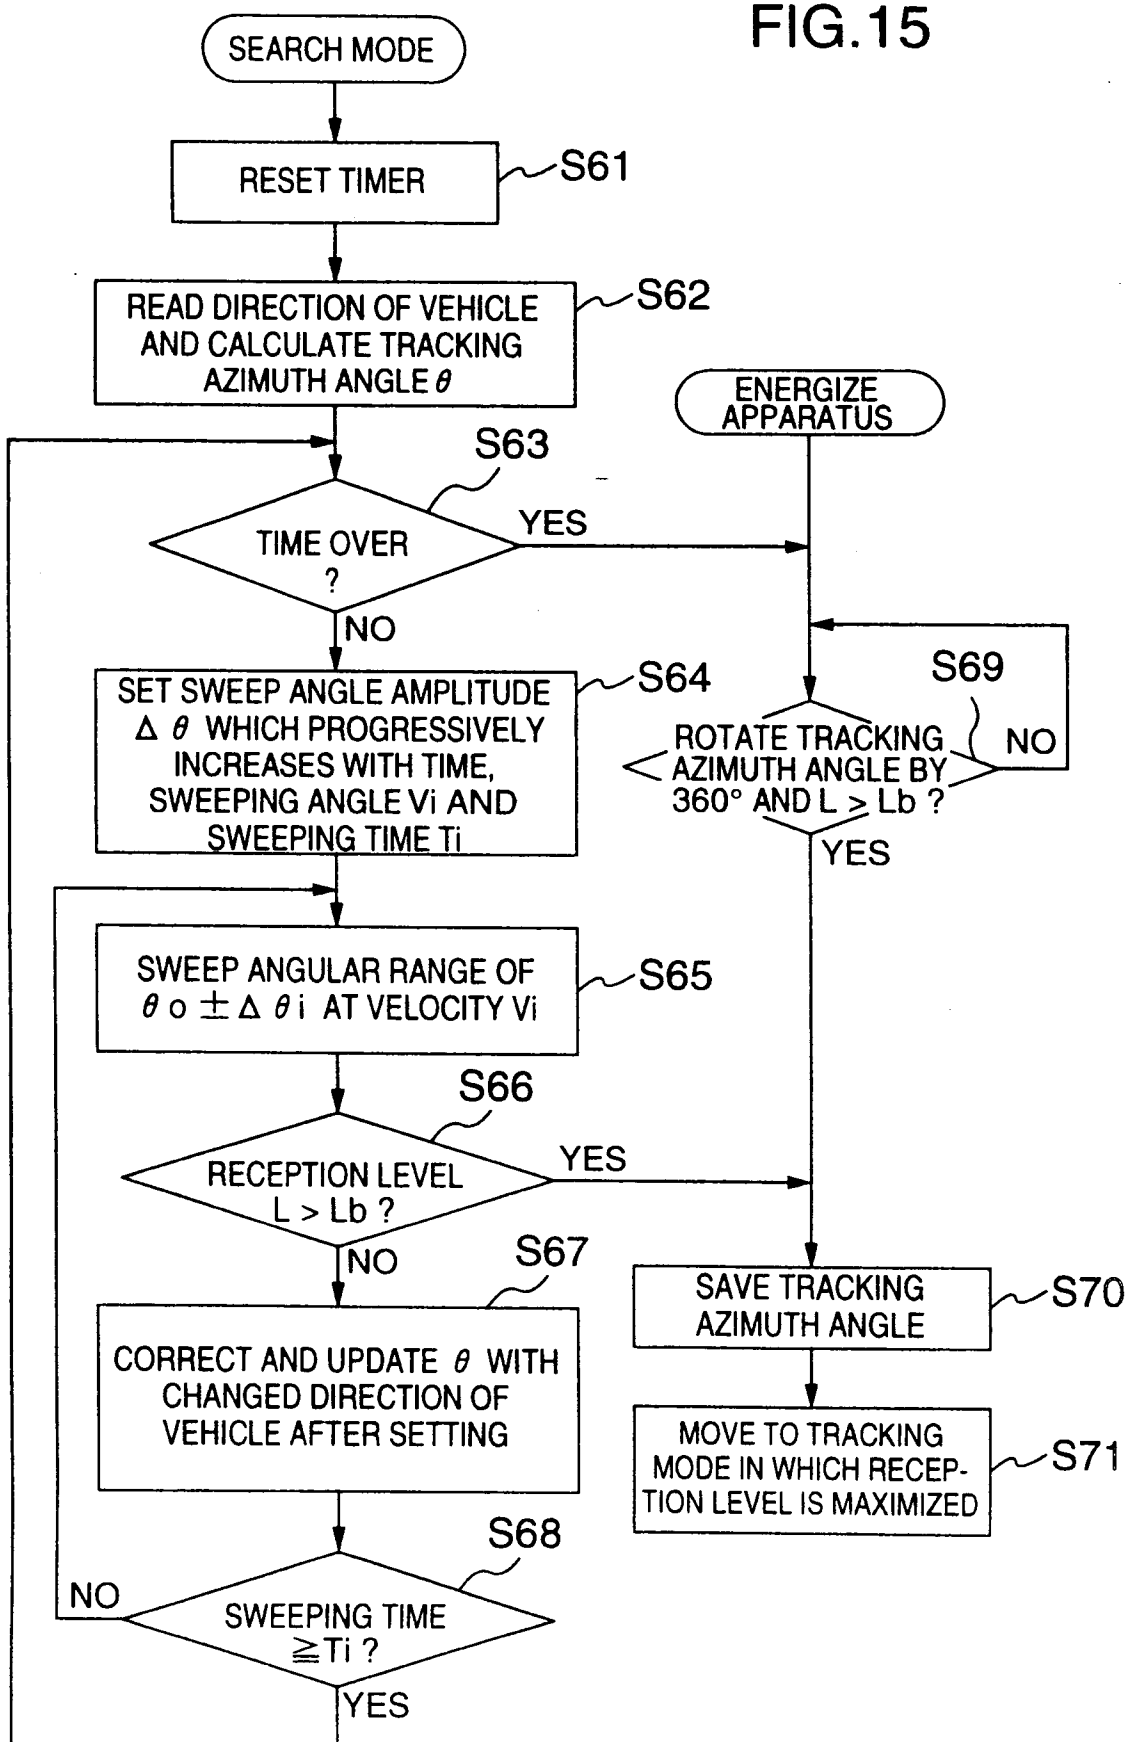 FIG.15
SEARCH MODE
RESET TIMER
S61
READ DIRECTION OF VEHICLE
AND CALCULATE TRACKING
AZIMUTH ANGLE θ
S62
TIME OVER
?
S63
YES
NO
SET SWEEP ANGLE AMPLITUDE
Δ θ WHICH PROGRESSIVELY
INCREASES WITH TIME,
SWEEPING ANGLE Vi AND
SWEEPING TIME Ti
S64
SWEEP ANGULAR RANGE OF
θ o ± Δ θ i AT VELOCITY Vi
S65
RECEPTION LEVEL
L > Lb ?
S66
YES
NO
CORRECT AND UPDATE θ WITH
CHANGED DIRECTION OF
VEHICLE AFTER SETTING
S67
SWEEPING TIME
≧ Ti ?
S68
NO
YES
ENERGIZE
APPARATUS
ROTATE TRACKING
AZIMUTH ANGLE BY
360° AND L > Lb ?
S69
NO
YES
SAVE TRACKING
AZIMUTH ANGLE
S70
MOVE TO TRACKING
MODE IN WHICH RECEP-
TION LEVEL IS MAXIMIZED
S71